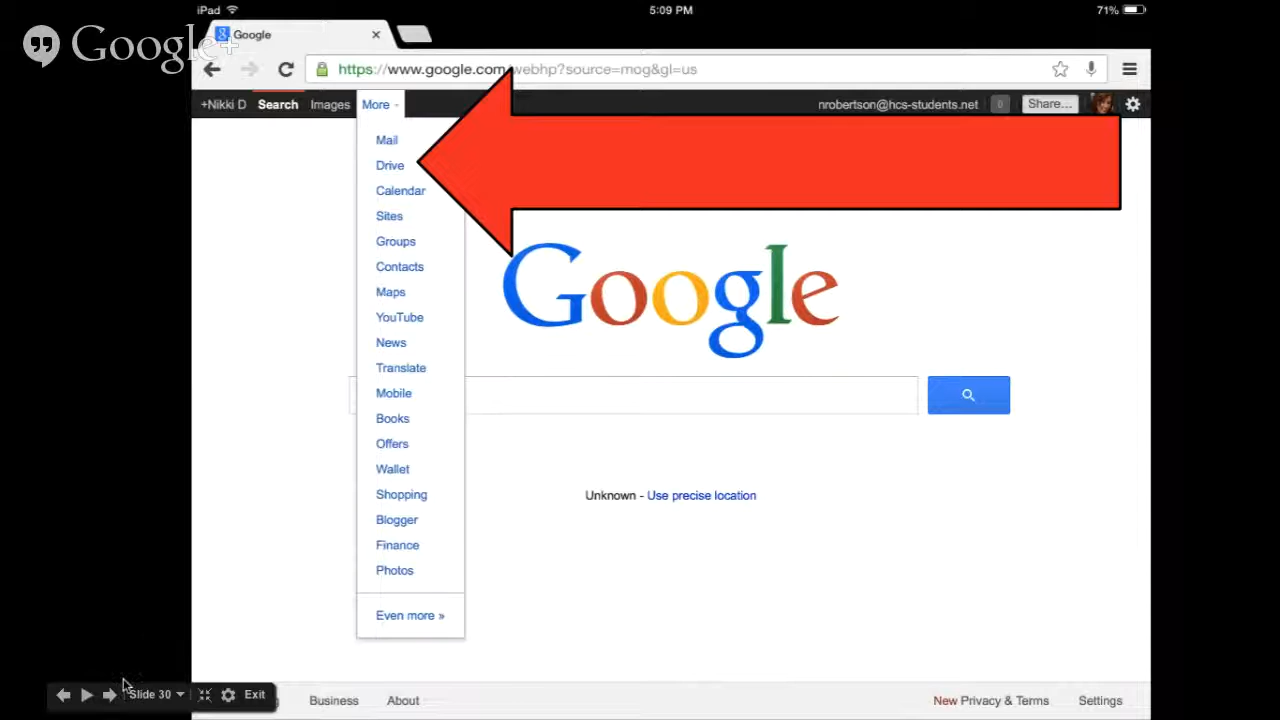 iPad 5:09 PM 71%
Google
Google+
https://www.google.com/webhp?source=mog&gl=us
+Nikki D Search Images More nrobertson@hcs-students.net 0 Share...
Mail
Drive
Calendar
Sites
Groups
Contacts
Maps
YouTube
News
Translate
Mobile
Books
Offers
Wallet
Shopping
Blogger
Finance
Photos
Even more »
Google
Unknown - Use precise location
Slide 30 Exit
Business About New Privacy & Terms Settings